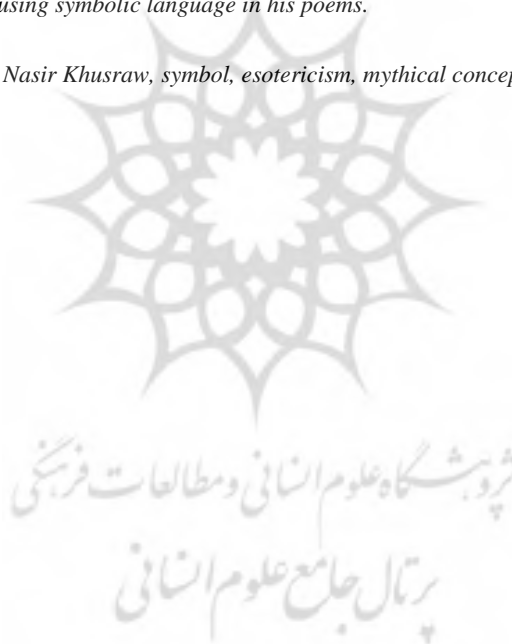 using symbolic language in his poems.
Nasir Khusraw, symbol, esotericism, mythical concep
پژوهشگاه علوم انسانی و مطالعات فرهنگی
پرتال جامع علوم انسانی